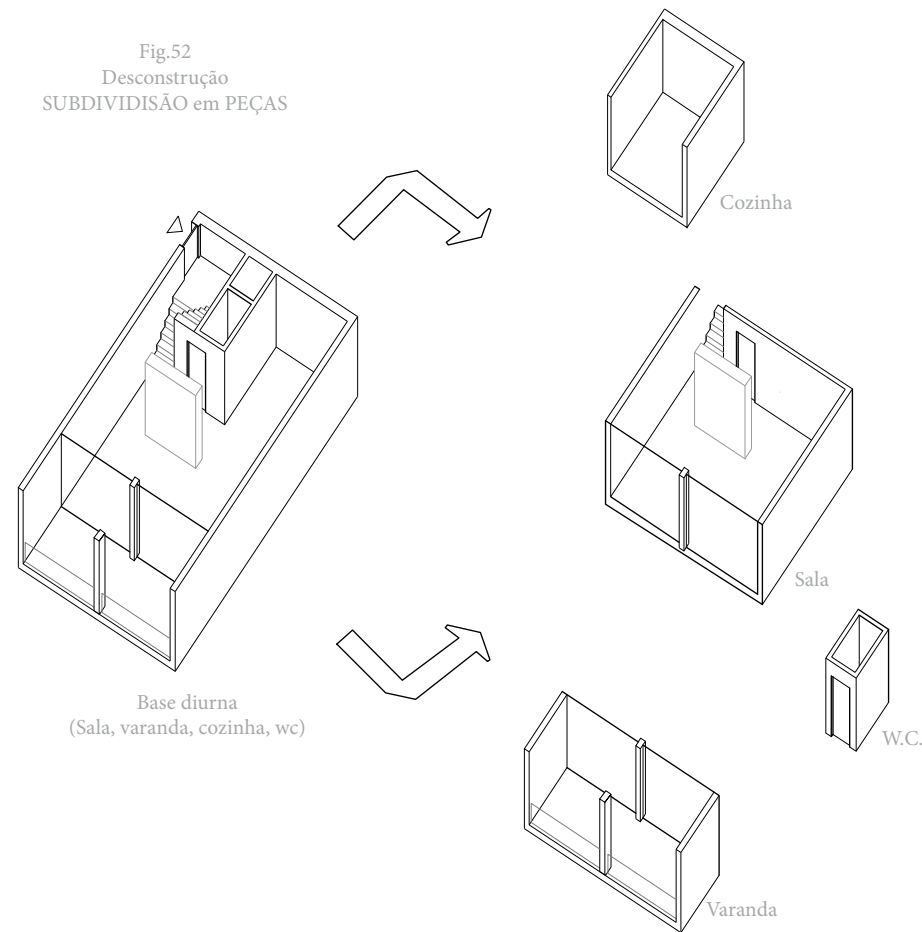 Fig.52
Desconstrução
SUBDIVIDISÃO em PEÇAS
Cozinha
Sala
Base diurna
(Sala, varanda, cozinha, wc)
W.C.
Varanda